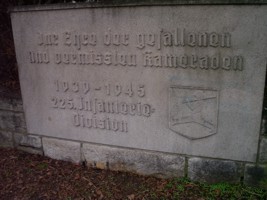 zur Ehre der gefallenen
und vermissten Kameraden
1939-1945
225. Infanterie-
Division